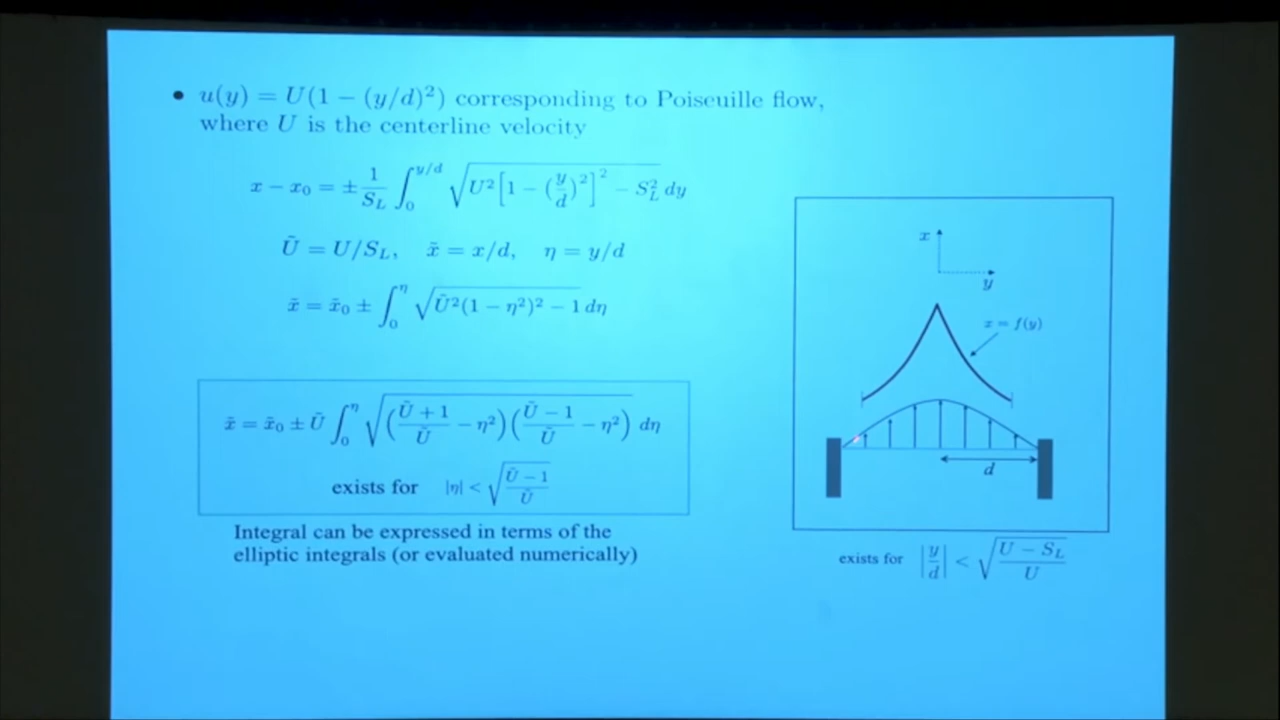 • u(y) = U(1 − (y/d)²) corresponding to Poiseuille flow,
where U is the centerline velocity
x − x₀ = ± 1/S_L ∫₀^{y/d} √(U²[1 − (y/d)²]² − S_L²) dy
Ũ = U/S_L, x̃ = x/d, η = y/d
x̃ = x̃₀ ± ∫₀^η √(Ũ²(1 − η²)² − 1) dη
x̃ = x̃₀ ± Ũ ∫₀^η √((Ũ + 1)/Ũ − η²)((Ũ − 1)/Ũ − η²) dη
exists for |η| < √((Ũ − 1)/Ũ)
Integral can be expressed in terms of the
elliptic integrals (or evaluated numerically)
x
y
x = f(y)
d
exists for |y/d| < √((U − S_L)/U)